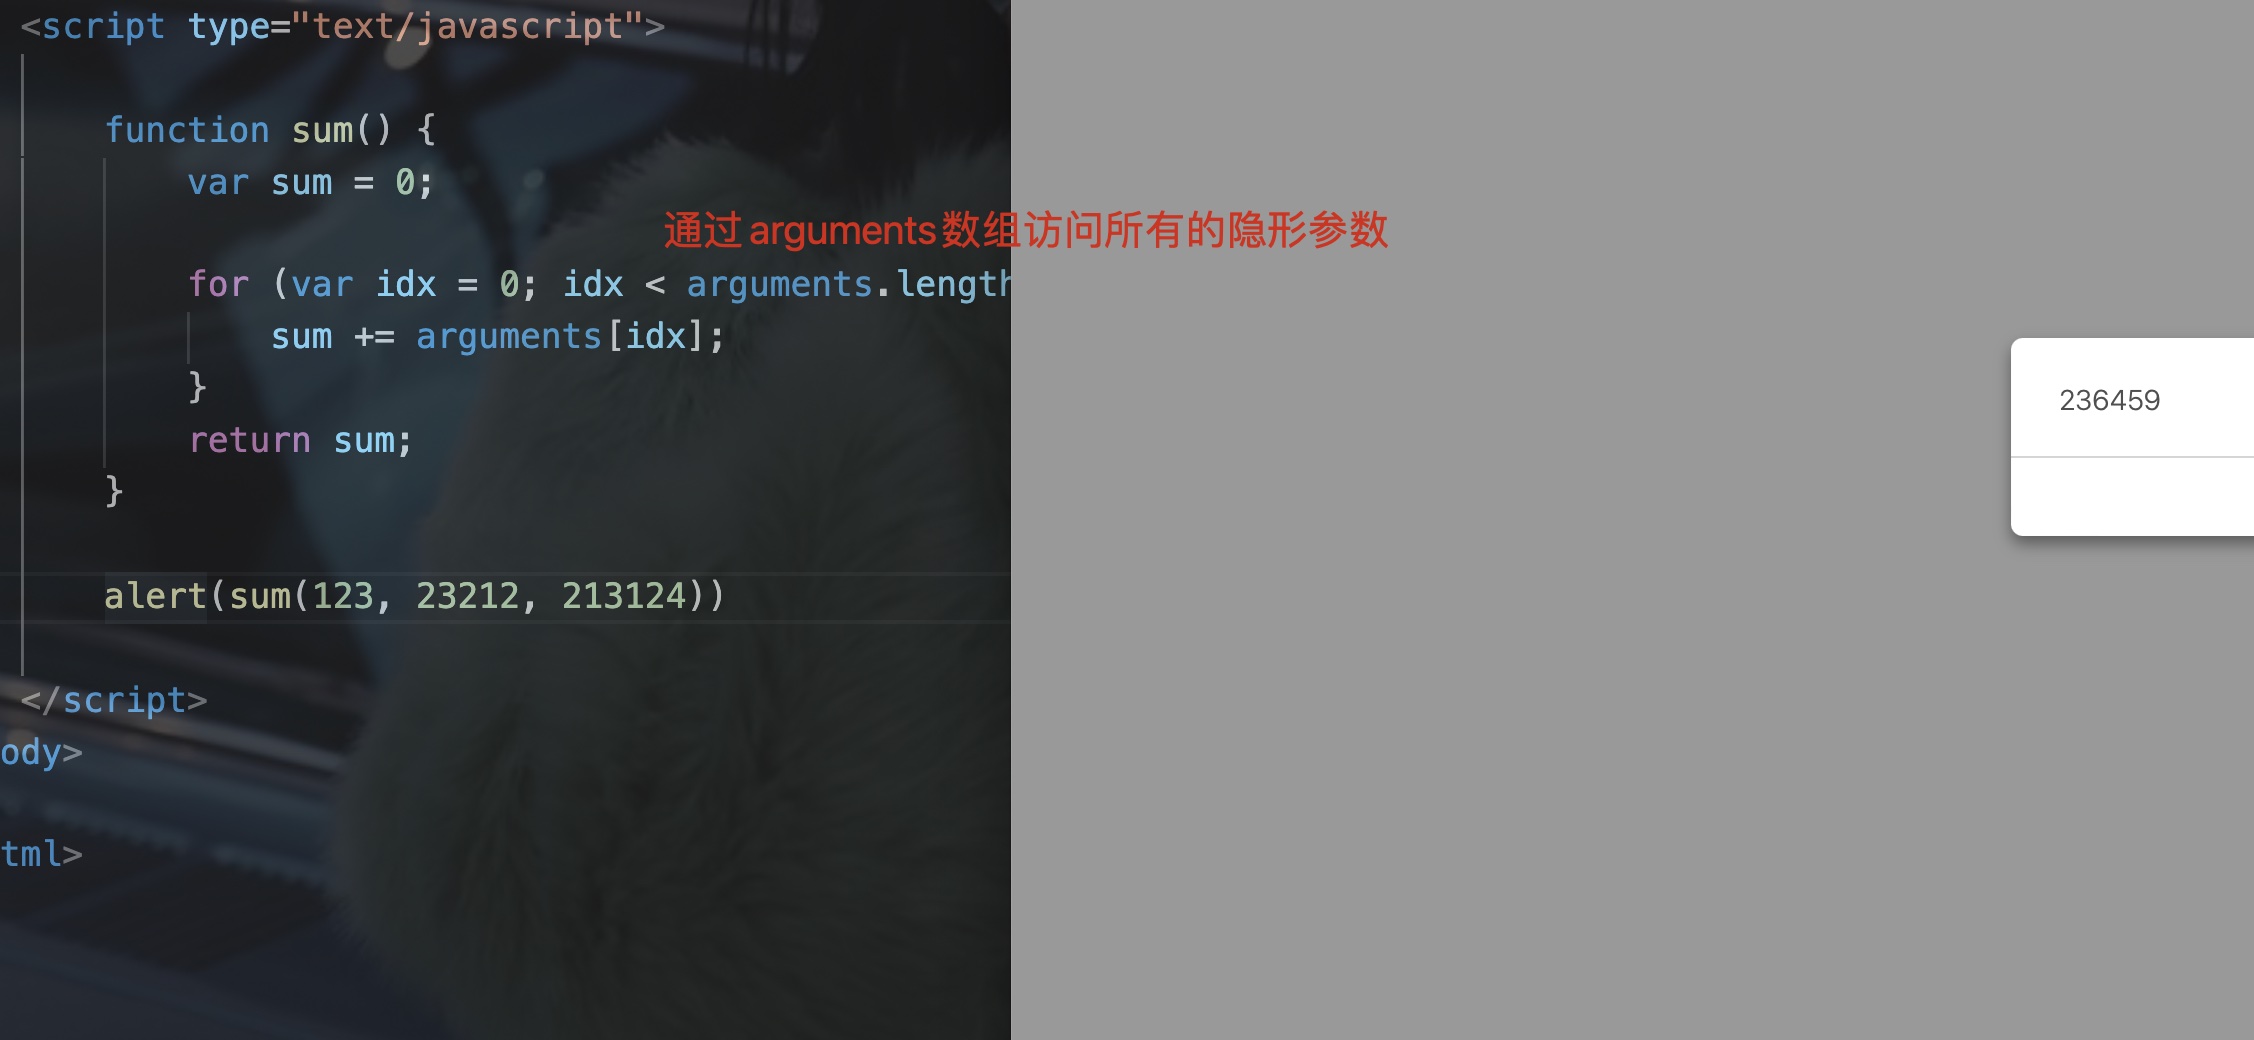 <script type="text/javascript">
function sum() {
var sum = 0;
通过arguments数组访问所有的隐形参数
for (var idx = 0; idx < arguments.length
sum += arguments[idx];
}
return sum;
}
236459
alert(sum(123, 23212, 213124))
</script>
ody>
tml>